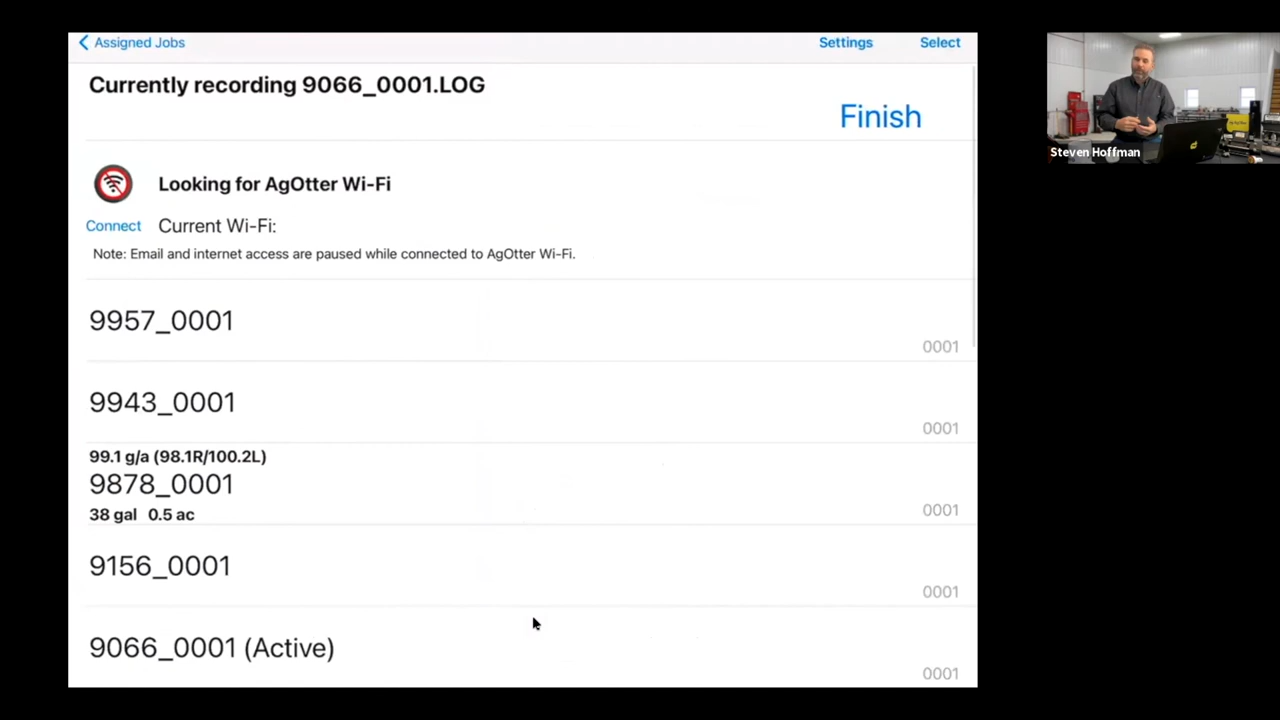 Assigned Jobs
Settings
Select
Currently recording 9066_0001.LOG
Finish
Looking for AgOtter Wi-Fi
Connect
Current Wi-Fi:
Note: Email and internet access are paused while connected to AgOtter Wi-Fi.
9957_0001
0001
9943_0001
0001
99.1 g/a (98.1R/100.2L)
9878_0001
38 gal 0.5 ac
0001
9156_0001
0001
9066_0001 (Active)
0001
Steven Hoffman